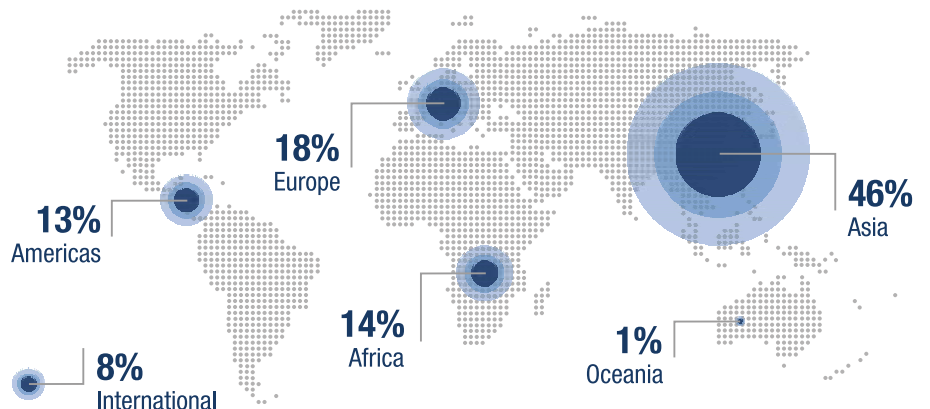 18%
Europe
46%
Asia
13%
Americas
14%
Africa
1%
Oceania
8%
International